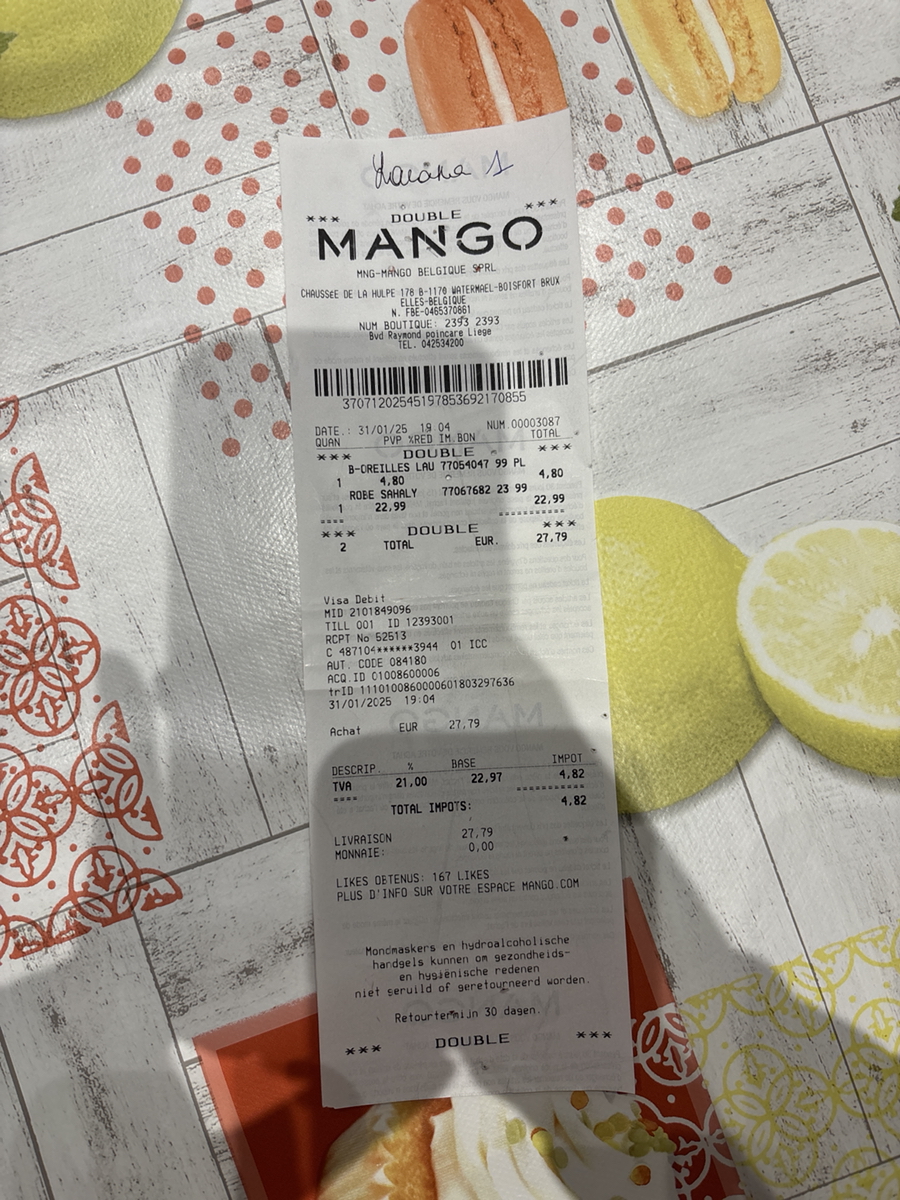 1
*** DOUBLE ***
MANGO
MNG-MANGO BELGIQUE SPRL
CHAUSSéE DE LA HULPE 178 B-1170 WATERMAEL-BOISFORT BRUX
ELLES-BELGIQUE
N. FBE-0465370861
NUM BOUTIQUE: 2393 2393
Bvd Raymond poincare Liege
TEL. 042534200
37071202545197853692170855
DATE.: 31/01/25 19 04 NUM.00003087
QUAN PVP %RED IM.BON TOTAL
*** DOUBLE ***
B-OREILLES LAU 77054047 99 PL
1 4,80 4,80
ROBE SAHALY 77067682 23 99
1 22,99 22,99
==== ===========
*** DOUBLE ***
2 TOTAL EUR. 27,79
Visa Debit
MID 2101849096
TILL 001 ID 12393001
RCPT No 52513
C 487104******3944 01 ICC
AUT. CODE 084180
ACQ.ID 01008600006
trID 1110100860000601803297636
31/01/2025 19:04
Achat EUR 27,79
DESCRIP. % BASE IMPOT
TVA 21,00 22,97 4,82
==== ===========
TOTAL IMPOTS: 4,82
LIVRAISON 27,79
MONNAIE: 0,00
LIKES OBTENUS: 167 LIKES
PLUS D'INFO SUR VOTRE ESPACE MANGO.COM
Mondmaskers en hydroalcoholische
handgels kunnen om gezondheids-
en hygiënische redenen
niet geruild of geretourneerd worden.
Retourtermijn 30 dagen.
*** DOUBLE ***